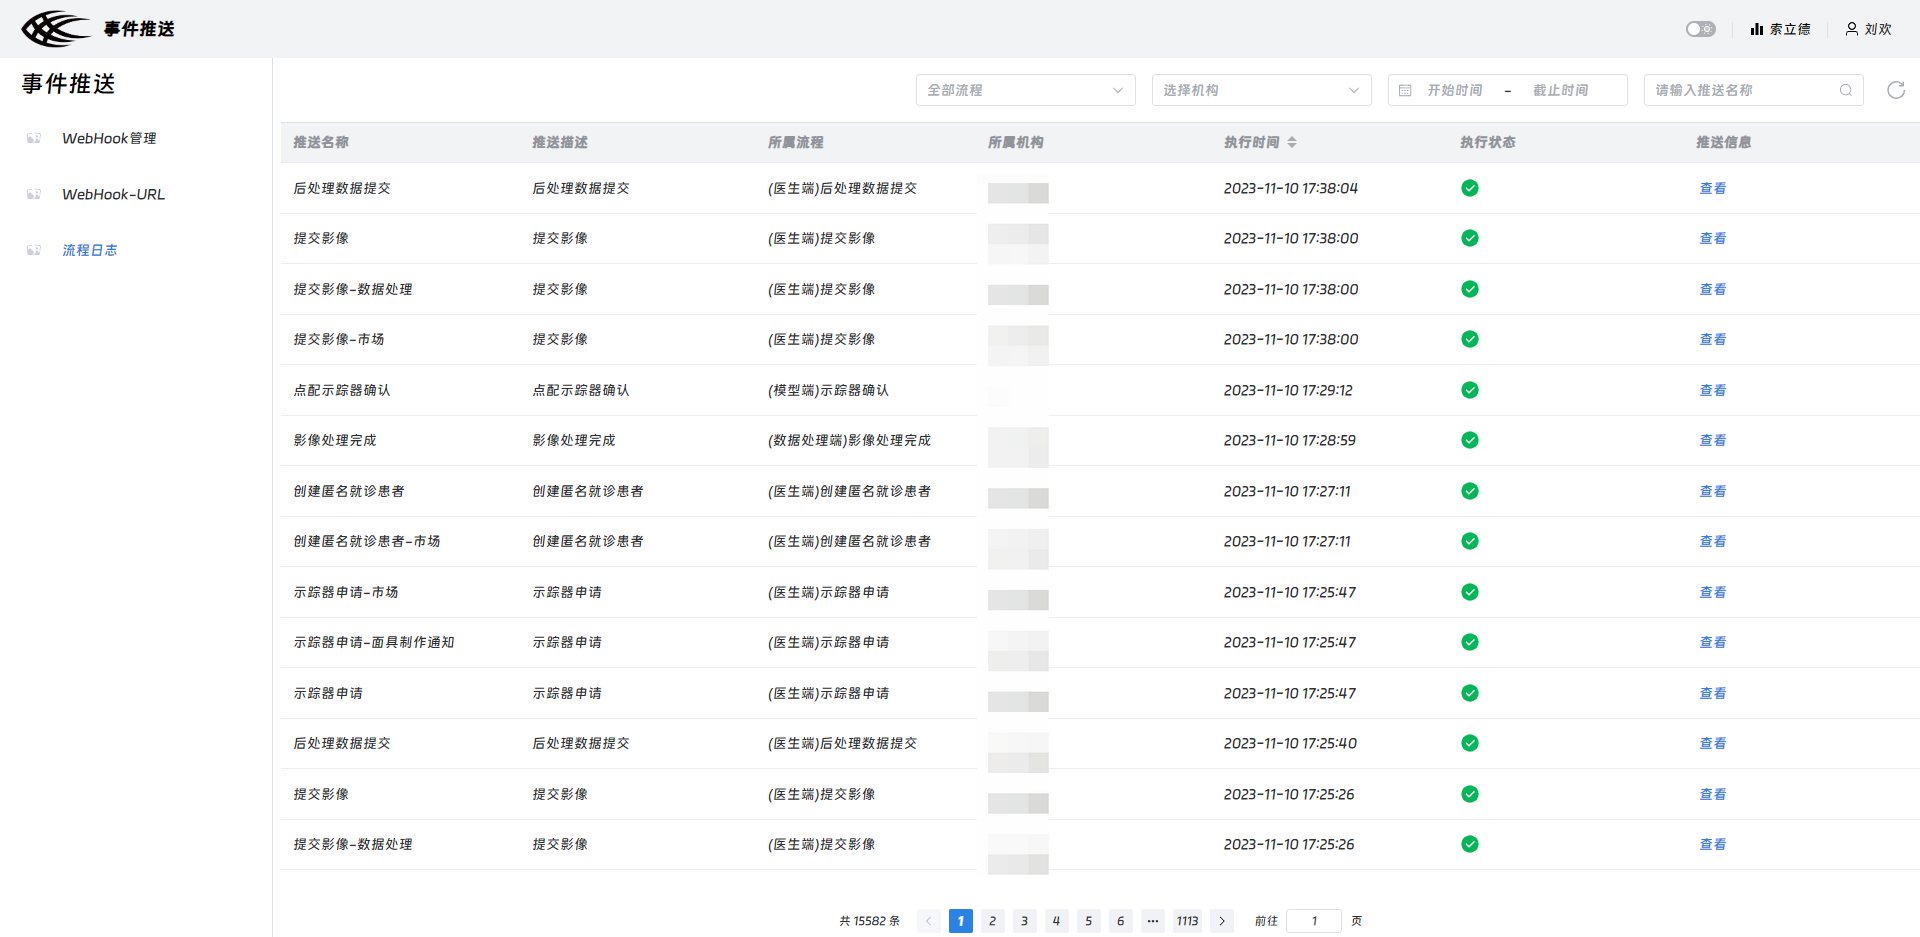 事件推送
索立德
刘欢
事件推送
WebHook管理
WebHook-URL
流程日志
全部流程 选择机构 开始时间 - 截止时间 请输入推送名称
推送名称 推送描述 所属流程 所属机构 执行时间 执行状态 推送信息
后处理数据提交 后处理数据提交 (医生端)后处理数据提交 2023-11-10 17:38:04 查看
提交影像 提交影像 (医生端)提交影像 2023-11-10 17:38:00 查看
提交影像-数据处理 提交影像 (医生端)提交影像 2023-11-10 17:38:00 查看
提交影像-市场 提交影像 (医生端)提交影像 2023-11-10 17:38:00 查看
点配示踪器确认 点配示踪器确认 (模型端)示踪器确认 2023-11-10 17:29:12 查看
影像处理完成 影像处理完成 (数据处理端)影像处理完成 2023-11-10 17:28:59 查看
创建匿名就诊患者 创建匿名就诊患者 (医生端)创建匿名就诊患者 2023-11-10 17:27:11 查看
创建匿名就诊患者-市场 创建匿名就诊患者 (医生端)创建匿名就诊患者 2023-11-10 17:27:11 查看
示踪器申请-市场 示踪器申请 (医生端)示踪器申请 2023-11-10 17:25:47 查看
示踪器申请-面具制作通知 示踪器申请 (医生端)示踪器申请 2023-11-10 17:25:47 查看
示踪器申请 示踪器申请 (医生端)示踪器申请 2023-11-10 17:25:47 查看
后处理数据提交 后处理数据提交 (医生端)后处理数据提交 2023-11-10 17:25:40 查看
提交影像 提交影像 (医生端)提交影像 2023-11-10 17:25:26 查看
提交影像-数据处理 提交影像 (医生端)提交影像 2023-11-10 17:25:26 查看
共 15582 条 1 2 3 4 5 6 ··· 1113 前往 1 页